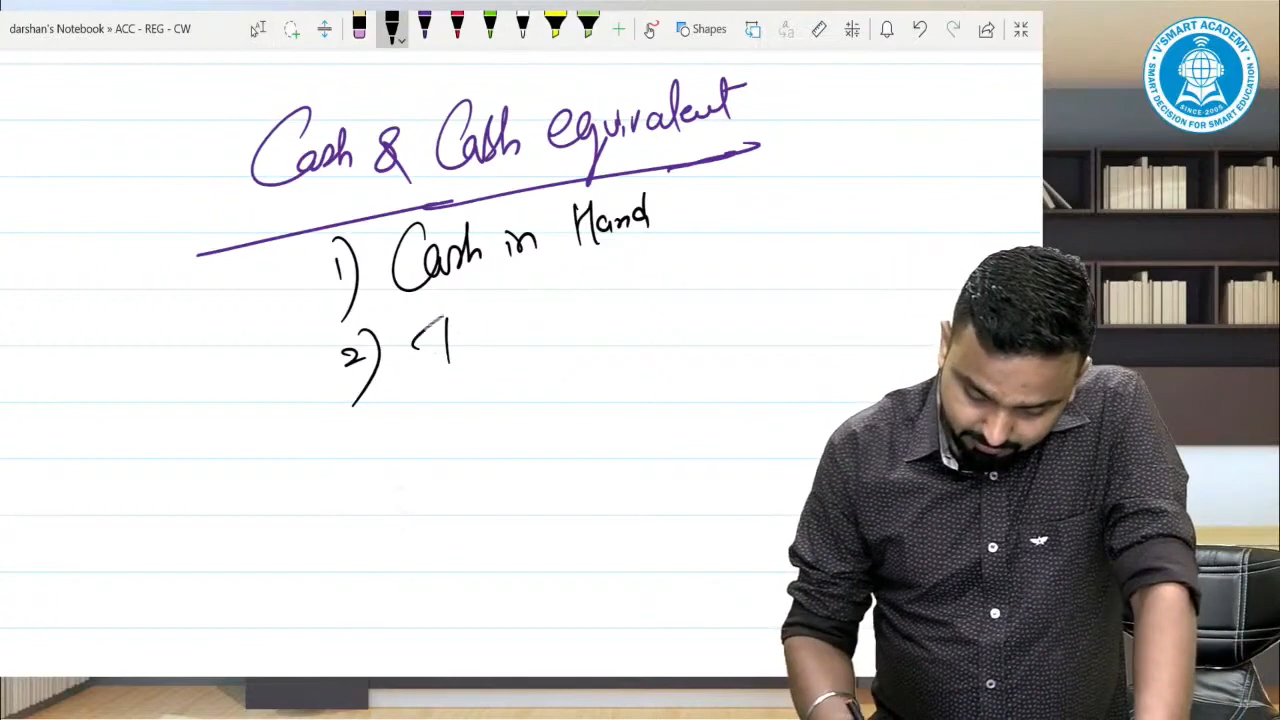 darshan's Notebook » ACC - REG - CW
Shapes
V'SMART ACADEMY
SMART DECISION FOR SMART EDUCATION
SINCE-2005
Cash & Cash equivalent
1) Cash in Hand
2)